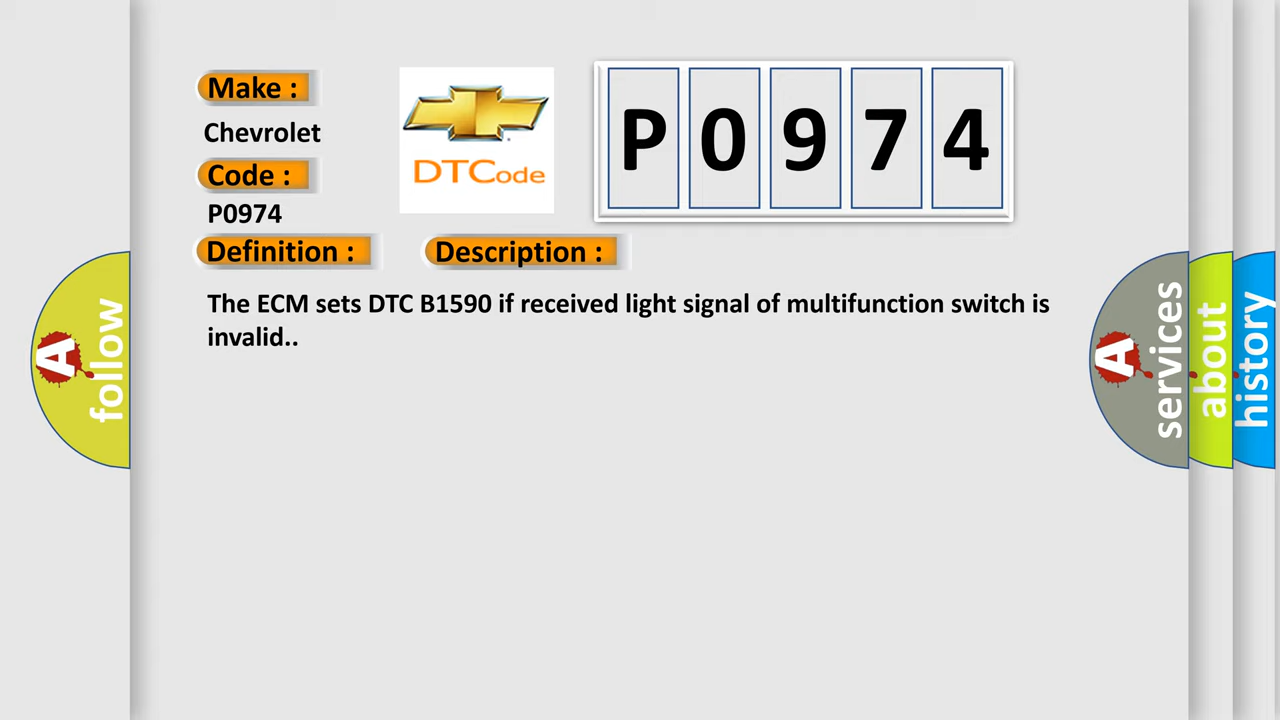 Make :
Chevrolet
Code :
P0974
Definition :
Description :
The ECM sets DTC B1590 if received light signal of multifunction switch is
invalid..
DTCode
P0974
A follow
A services
about
history